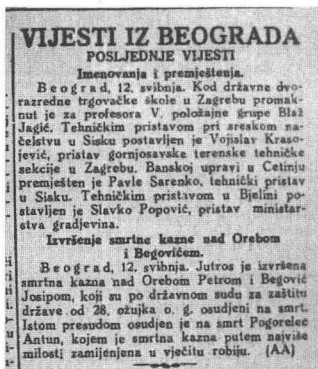 VIJESTI IZ BEOGRADA
POSLJEDNJE VIJESTI
Imenovanja i premještenja.
Beograd, 12. svibnja. Kod državne dvo-
razredne trgovačke škole u Zagrebu promak-
nut je za profesora V. položajne grupe Blaž
Jagić. Tehničkim pristavom pri sreskom na-
čelstvu u Sisku postavljen je Vojislav Kraso-
jević, pristav gornjosavske terenske tehničke
sekcije u Zagrebu. Banskoj upravi u Cetinju
premješten je Pavle Sarenko, tehnički pristav
u Sisku. Tehničkim pristavom u Bjelini po-
stavljen je Slavko Popović, pristav ministar-
stva gradjevina.
Izvršenje smrtne kazne nad Orebom
i Begovićem.
Beograd, 12. svibnja. Jutros je izvršena
smrtna kazna nad Orebom Petrom i Begović
Josipom, koji su po državnom sudu za zaštitu
države od 28. ožujka o. g. osudjeni na smrt.
Istom presudom osudjen je na smrt Pogorelec
Antun, kojem je smrtna kazna putem najviše
milosti zamijenjena u vječitu robiju. (AA)